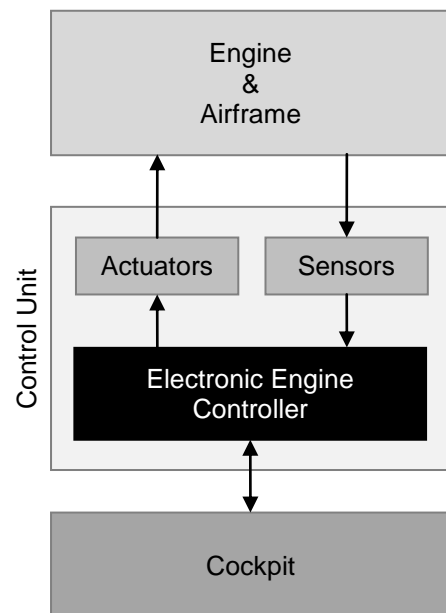 Engine
&
Airframe
Control Unit
Actuators
Sensors
Electronic Engine
Controller
Cockpit